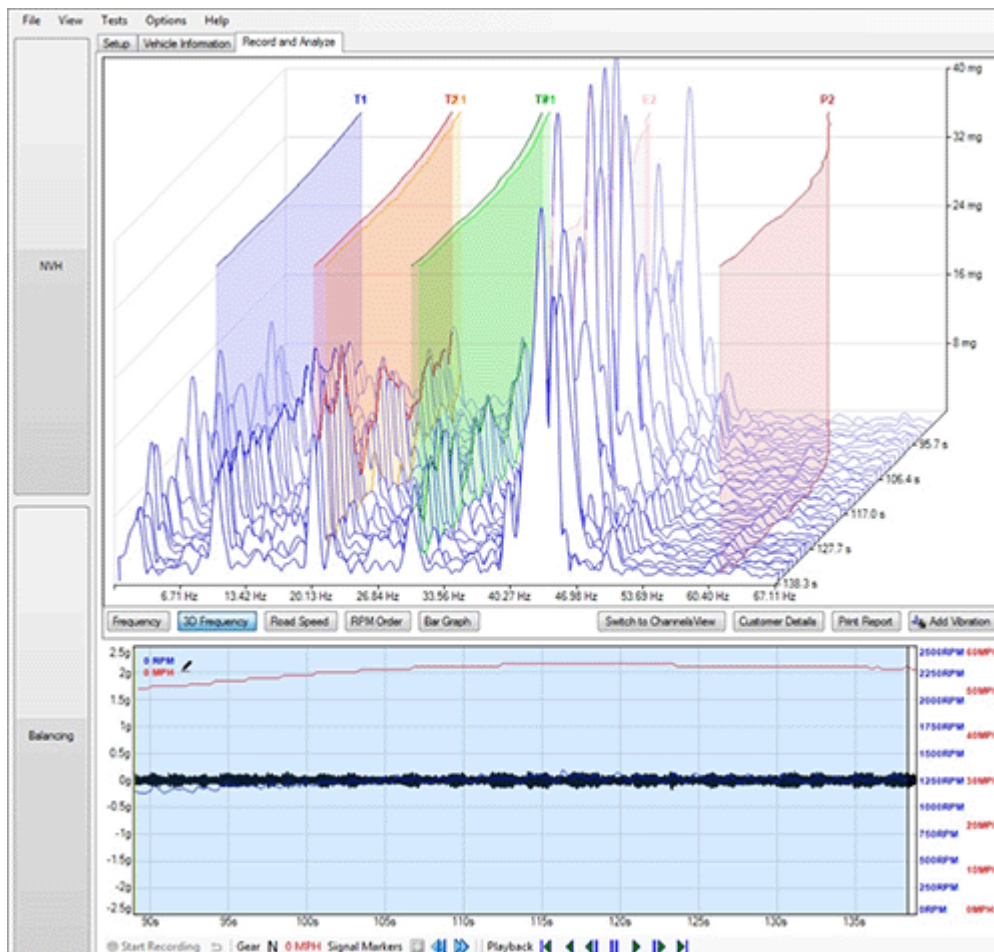 File View Tests Options Help
Setup Vehicle Information Record and Analyze
NVH
Balancing
40 mg
T1 T2 E2 P2
32 mg
24 mg
16 mg
8 mg
95.7 s
106.4 s
117.0 s
127.7 s
138.3 s
6.71 Hz 13.42 Hz 20.13 Hz 26.84 Hz 33.56 Hz 40.27 Hz 46.98 Hz 53.69 Hz 60.40 Hz 67.11 Hz
Frequency 3D Frequency Road Speed RPM Order Bar Graph Switch to Channels View Customer Details Print Report Add Vibration
2.5g 0 RPM 2500RPM 60MPH
2g 0 MPH 2250RPM
1.5g 50MPH
1g 1750RPM 40MPH
0.5g 1500RPM
0g 1250RPM 30MPH
-0.5g 1000RPM
-1g 750RPM 20MPH
-1.5g 500RPM
-2g 250RPM 10MPH
-2.5g 0RPM 0MPH
90s 95s 100s 105s 110s 115s 120s 125s 130s 135s
Start Recording Gear N 0 MPH Signal Markers Playback